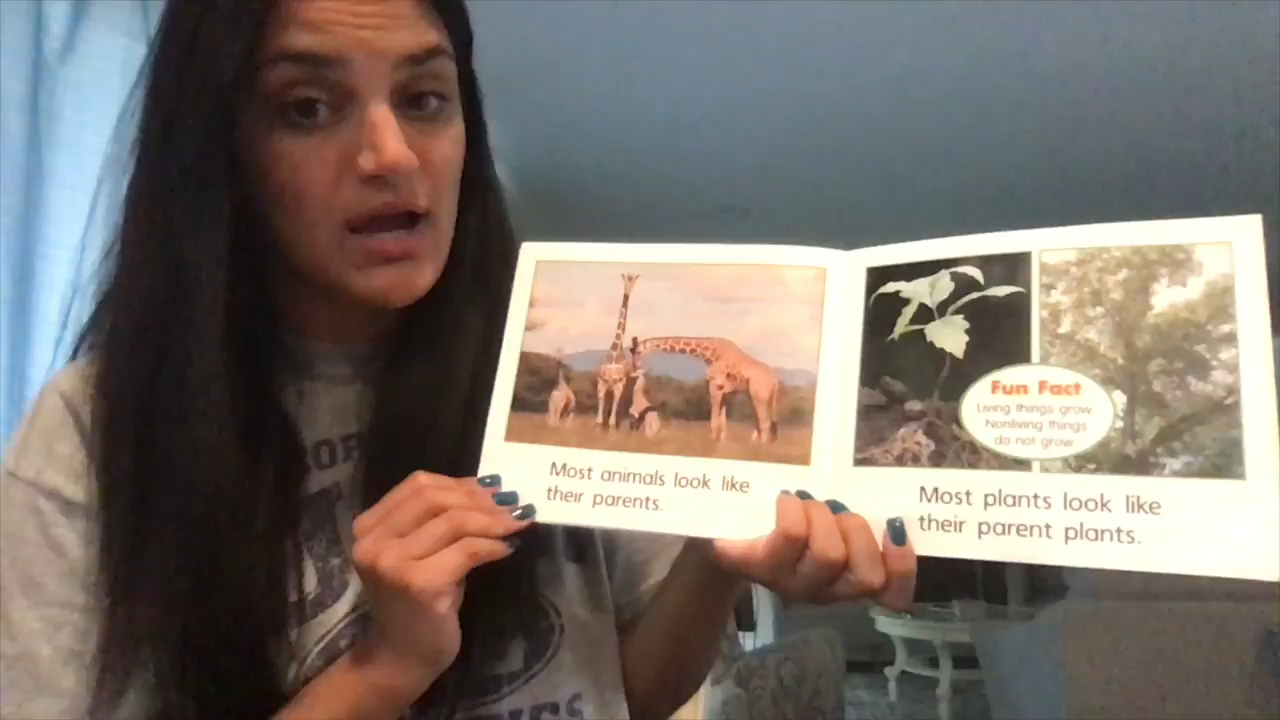 Most animals look like
their parents.
Fun Fact
Living things grow
Nonliving things
do not grow
Most plants look like
their parent plants.